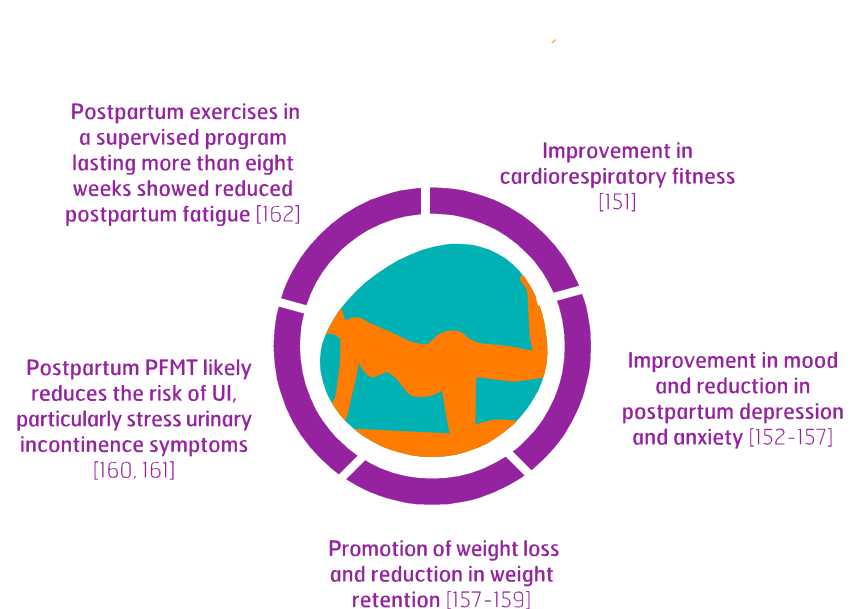 Postpartum exercises in
a supervised program
lasting more than eight
weeks showed reduced
postpartum fatigue [162]
Improvement in
cardiorespiratory fitness
[151]
Improvement in mood
and reduction in
postpartum depression
and anxiety [152-157]
Promotion of weight loss
and reduction in weight
retention [157-159]
Postpartum PFMT likely
reduces the risk of UI,
particularly stress urinary
incontinence symptoms
[160, 161]